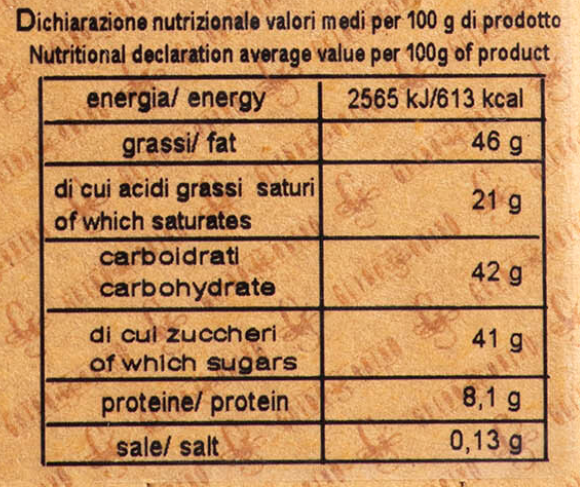 Dichiarazione nutrizionale valori medi per 100 g di prodotto
Nutritional declaration average value per 100g of product
energia/ energy 2565 kJ/613 kcal
grassi/ fat 46 g
di cui acidi grassi saturi
of which saturates 21 g
carboidrati
carbohydrate 42 g
di cui zuccheri
of which sugars 41 g
proteine/ protein 8,1 g
sale/ salt 0,13 g